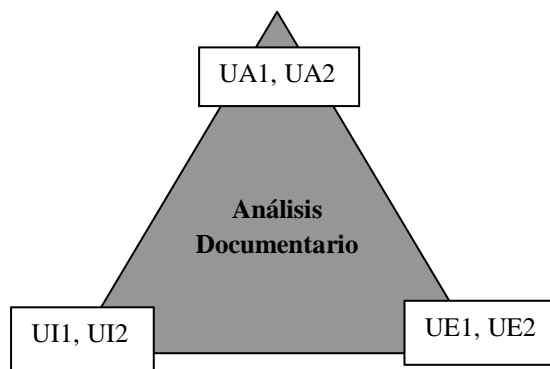 UA1, UA2
Análisis
Documentario
UI1, UI2
UE1, UE2